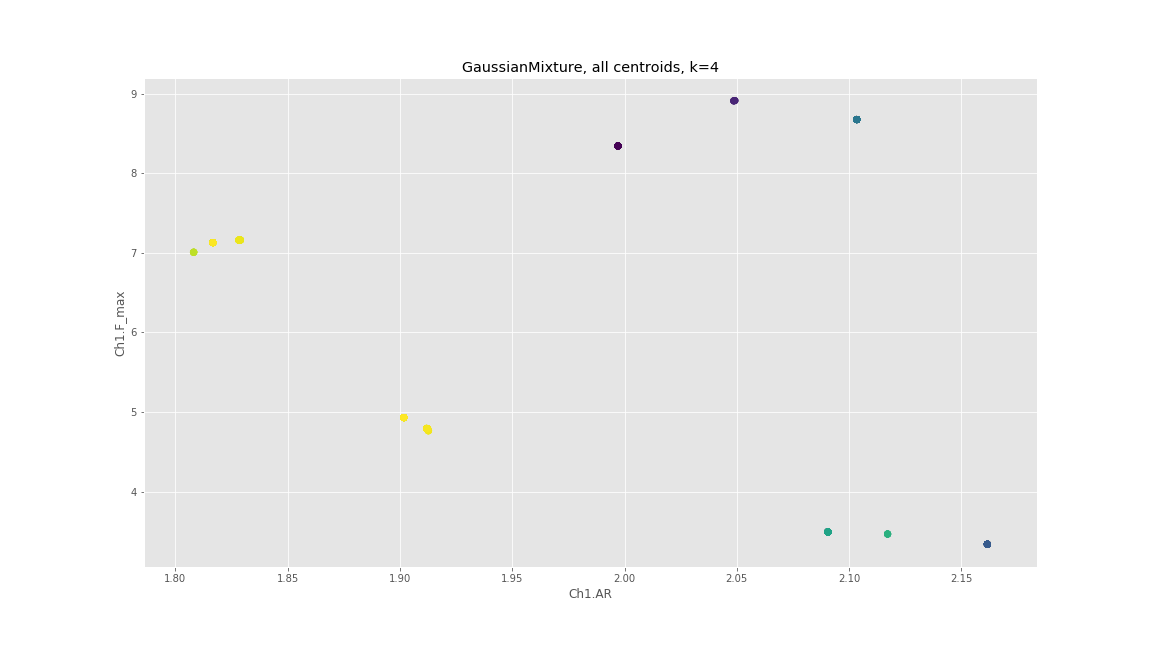 GaussianMixture, all centroids, k=4
9
8
7
6
5
4
Ch1.F_max
1.80 1.85 1.90 1.95 2.00 2.05 2.10 2.15
Ch1.AR